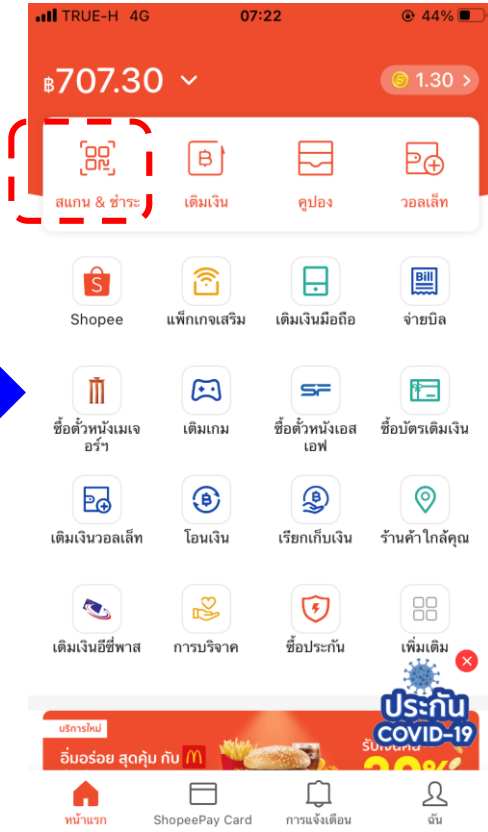 TRUE-H 4G 07:22 44%
฿707.30 1.30 >
สแกน & ชำระ เติมเงิน คูปอง วอลเล็ท
Bill
Shopee แพ็กเกจเสริม เติมเงินมือถือ จ่ายบิล
SF
ซื้อตั๋วหนังเมเจ
อร์ฯ เติมเกม ซื้อตั๋วหนังเอส
เอฟ ซื้อบัตรเติมเงิน
เติมเงินวอลเล็ท โอนเงิน เรียกเก็บเงิน ร้านค้าใกล้คุณ
เติมเงินอีซี่พาส การบริจาค ซื้อประกัน เพิ่มเติม
ประกัน
COVID-19
บริการใหม่
อิ่มอร่อย สุดคุ้ม กับ
หน้าแรก ShopeePay Card การแจ้งเตือน ฉัน